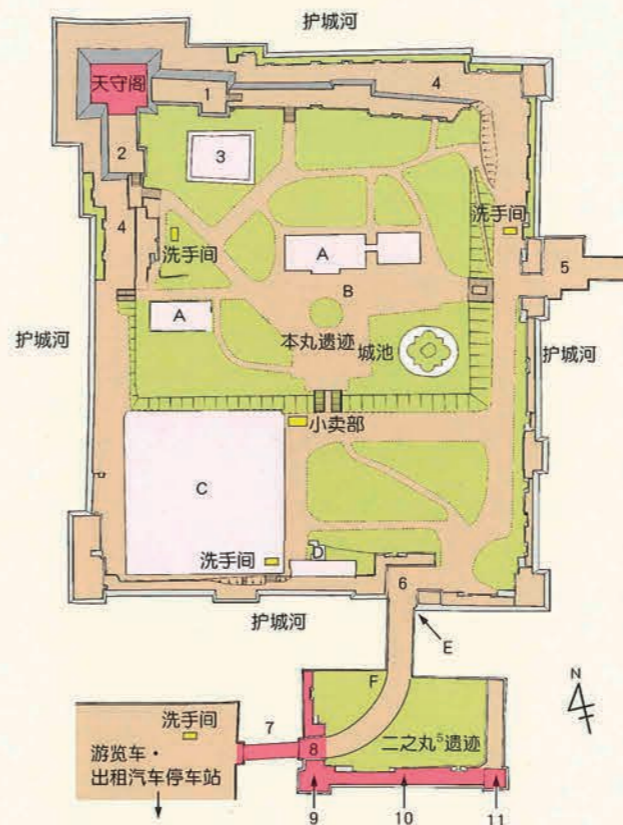 护城河
天守阁
1
4
2
3
洗手间
4
洗手间
A
5
B
A
本丸遗迹
城池
护城河
护城河
小卖部
C
洗手间
D
6
护城河
E
F
N
洗手间
7
8
二之丸5遗迹
游览车・
出租汽车停车站
9
10
11